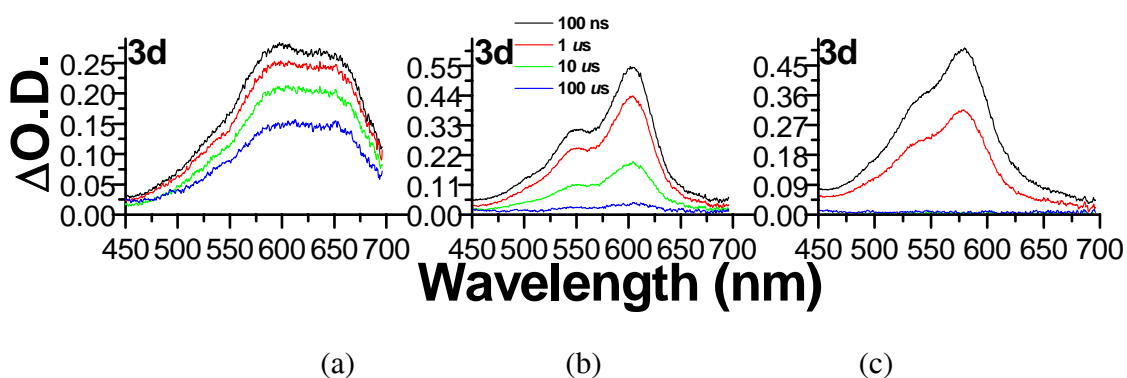 3d
3d
3d
100 ns
1 us
10 us
100 us
ΔO.D.
0.25
0.20
0.15
0.10
0.05
0.00
0.55
0.44
0.33
0.22
0.11
0.00
0.45
0.36
0.27
0.18
0.09
0.00
450 500 550 600 650 700
450 500 550 600 650 700
450 500 550 600 650 700
Wavelength (nm)
(a) (b) (c)